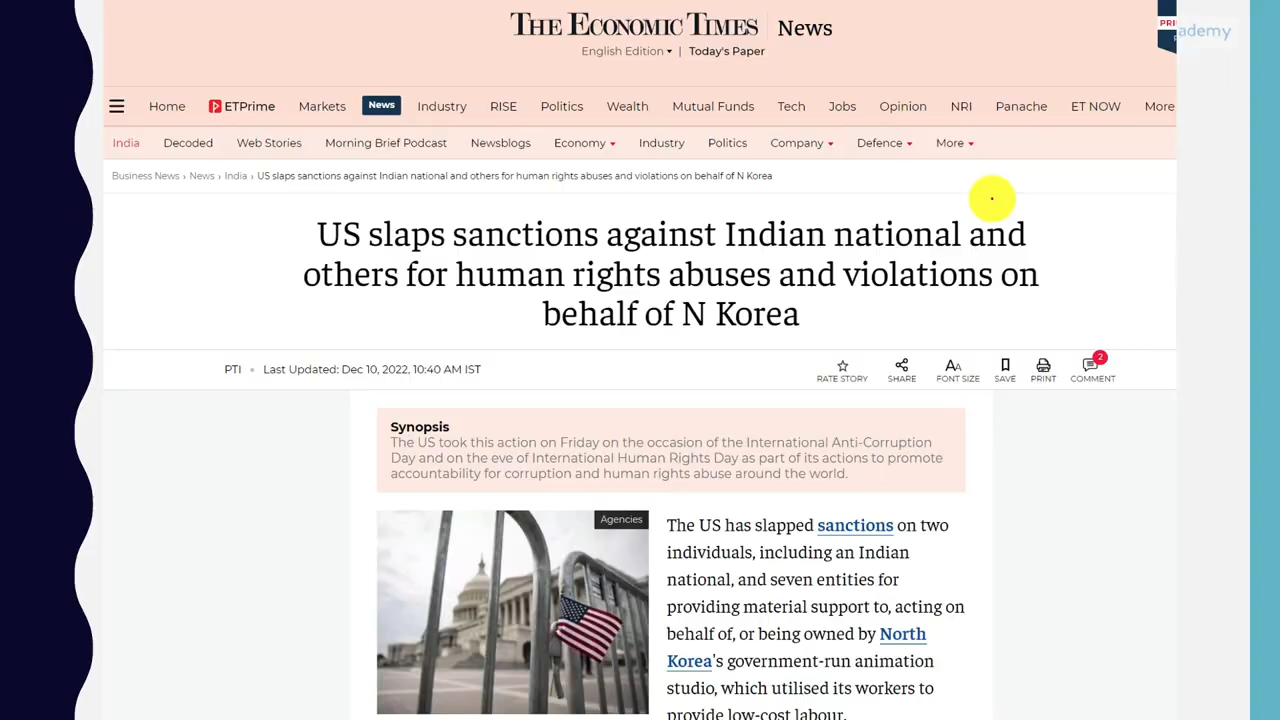 THE ECONOMIC TIMES News
English Edition | Today's Paper
ademy
Home ETPrime Markets News Industry RISE Politics Wealth Mutual Funds Tech Jobs Opinion NRI Panache ET NOW More
India Decoded Web Stories Morning Brief Podcast Newsblogs Economy Industry Politics Company Defence More
Business News › News › India › US slaps sanctions against Indian national and others for human rights abuses and violations on behalf of N Korea
US slaps sanctions against Indian national and
others for human rights abuses and violations on
behalf of N Korea
PTI • Last Updated: Dec 10, 2022, 10:40 AM IST
RATE STORY SHARE FONT SIZE SAVE PRINT 2 COMMENT
Synopsis
The US took this action on Friday on the occasion of the International Anti-Corruption
Day and on the eve of International Human Rights Day as part of its actions to promote
accountability for corruption and human rights abuse around the world.
Agencies
The US has slapped sanctions on two
individuals, including an Indian
national, and seven entities for
providing material support to, acting on
behalf of, or being owned by North
Korea's government-run animation
studio, which utilised its workers to
provide low-cost labour.